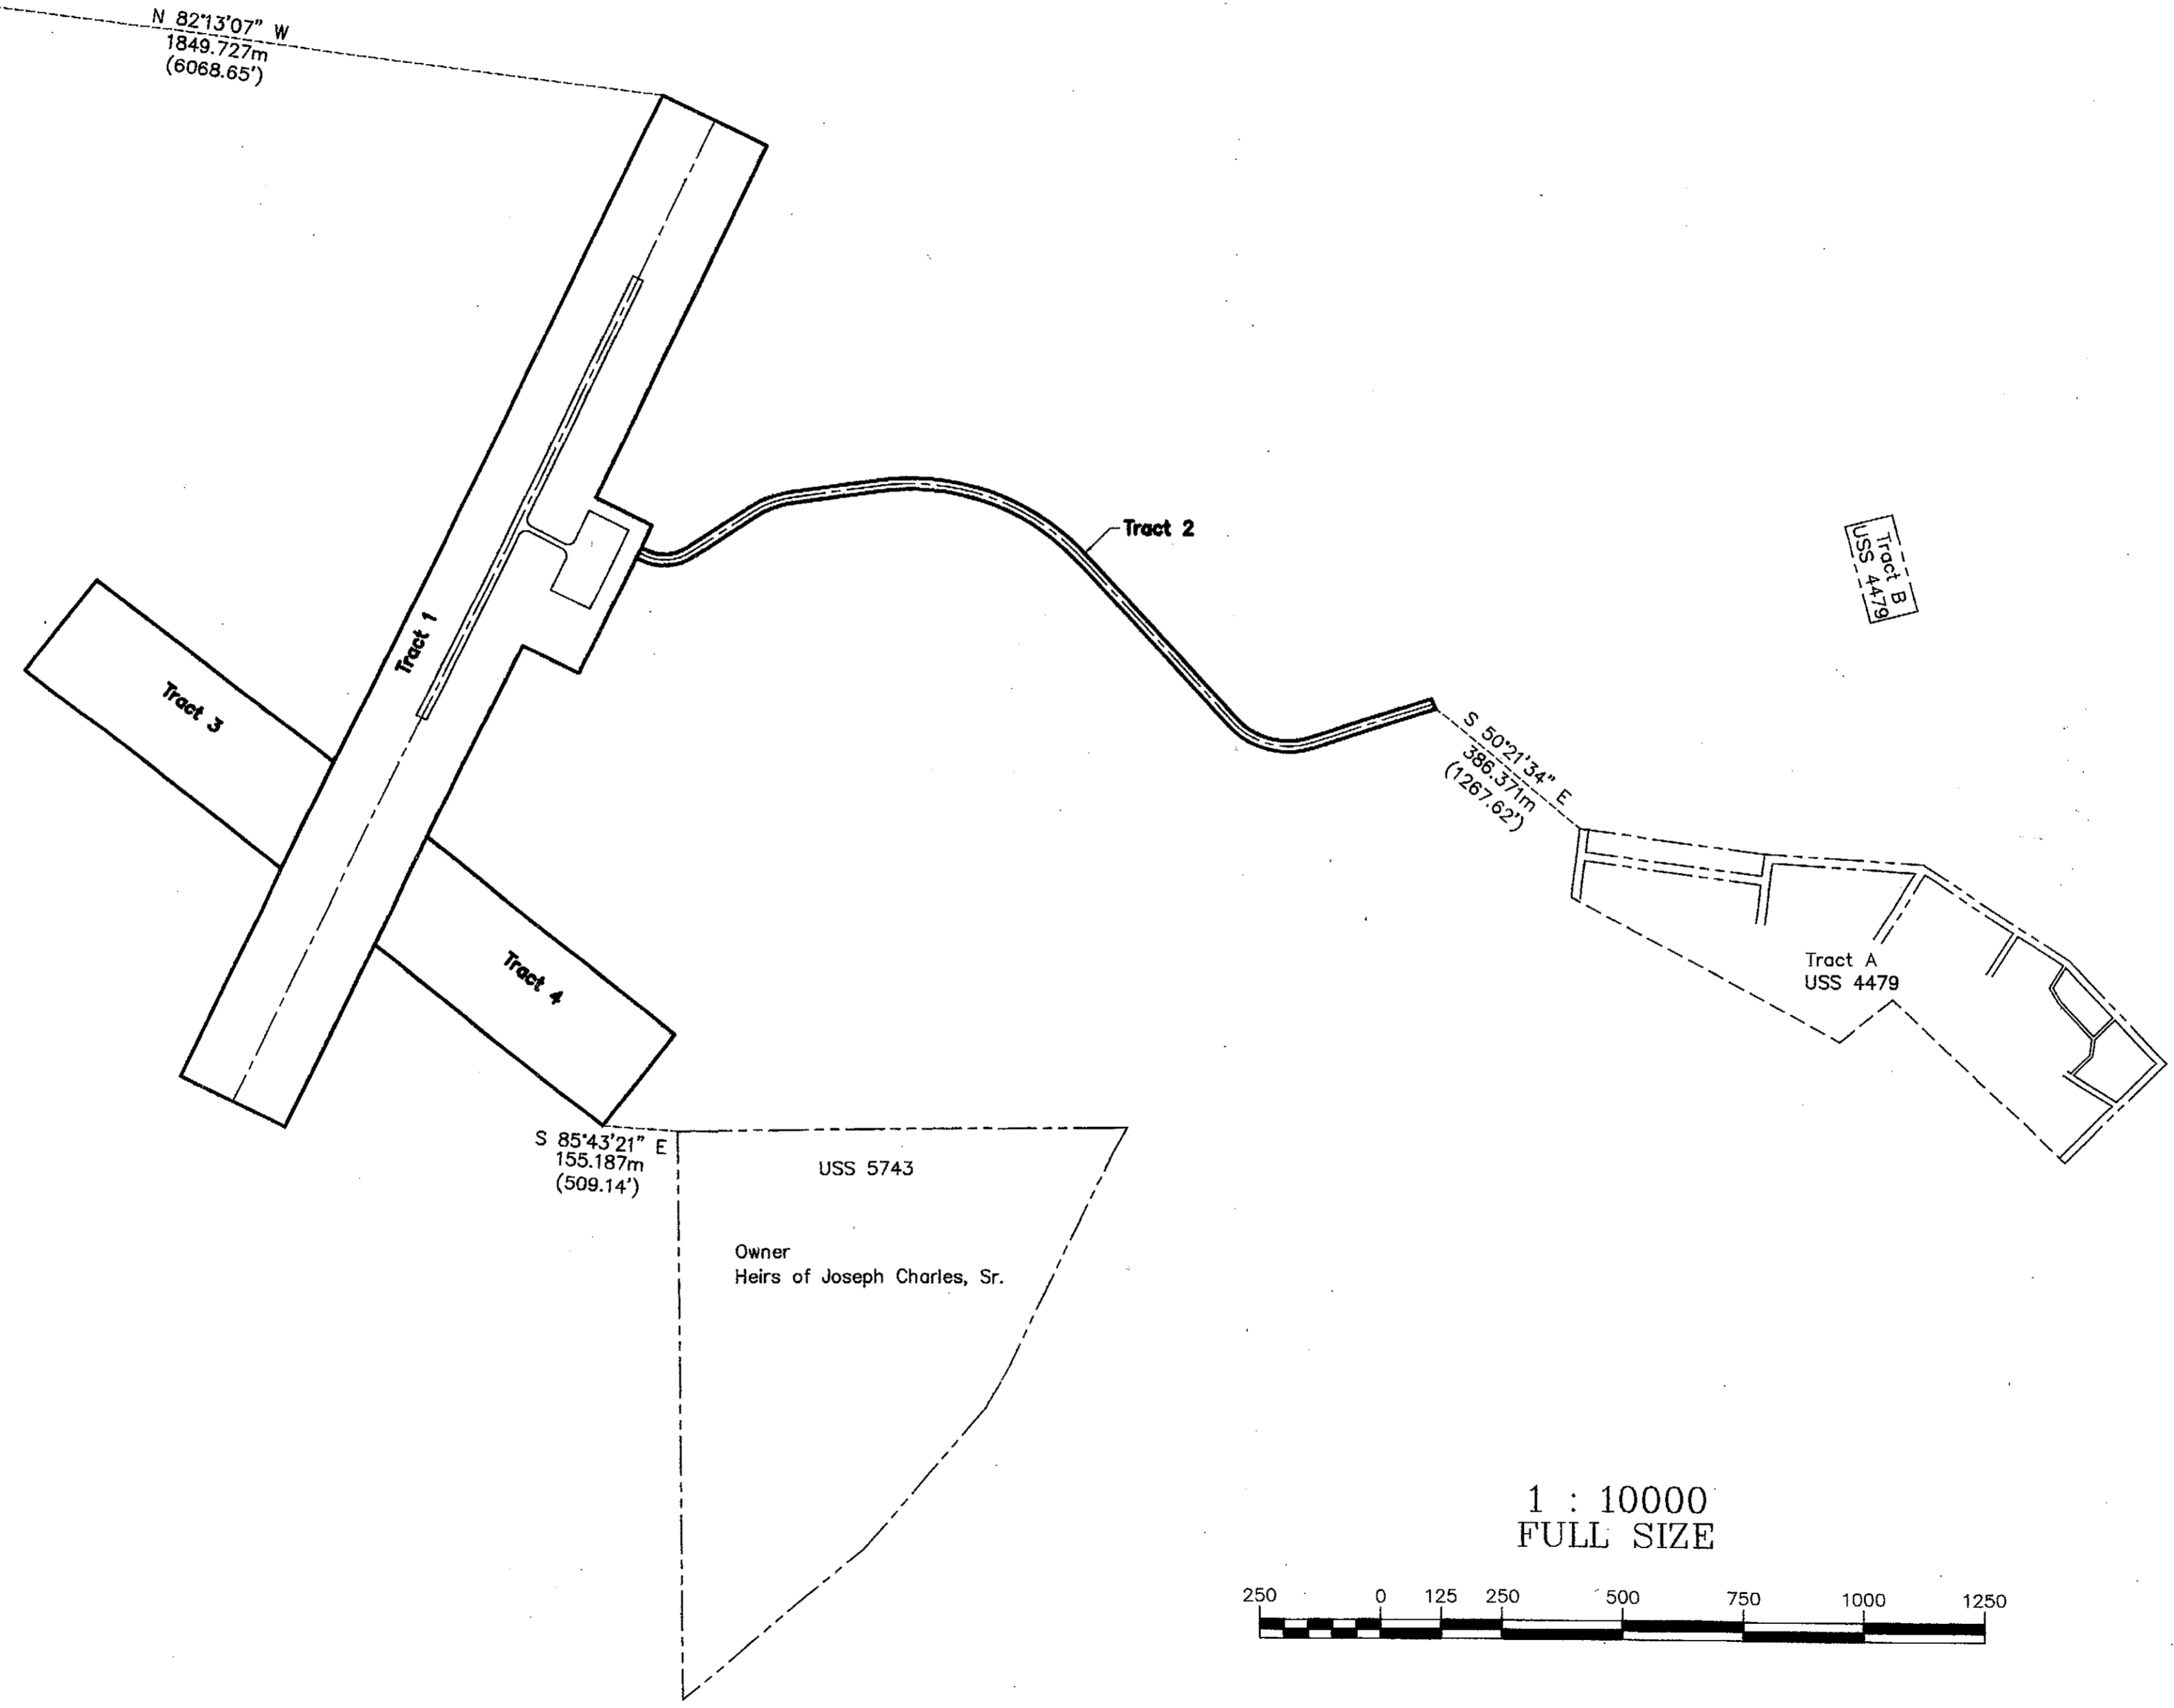 N 82°13'07" W
1849.727m
(6068.65')
Tract 1
Tract 2
Tract 3
Tract 4
Tract B
USS 4479
S 50°21'34" E
386.371m
(1267.62')
Tract A
USS 4479
S 85°43'21" E
155.187m
(509.14')
USS 5743
Owner
Heirs of Joseph Charles, Sr.
1 : 10000
FULL SIZE
250 0 125 250 500 750 1000 1250